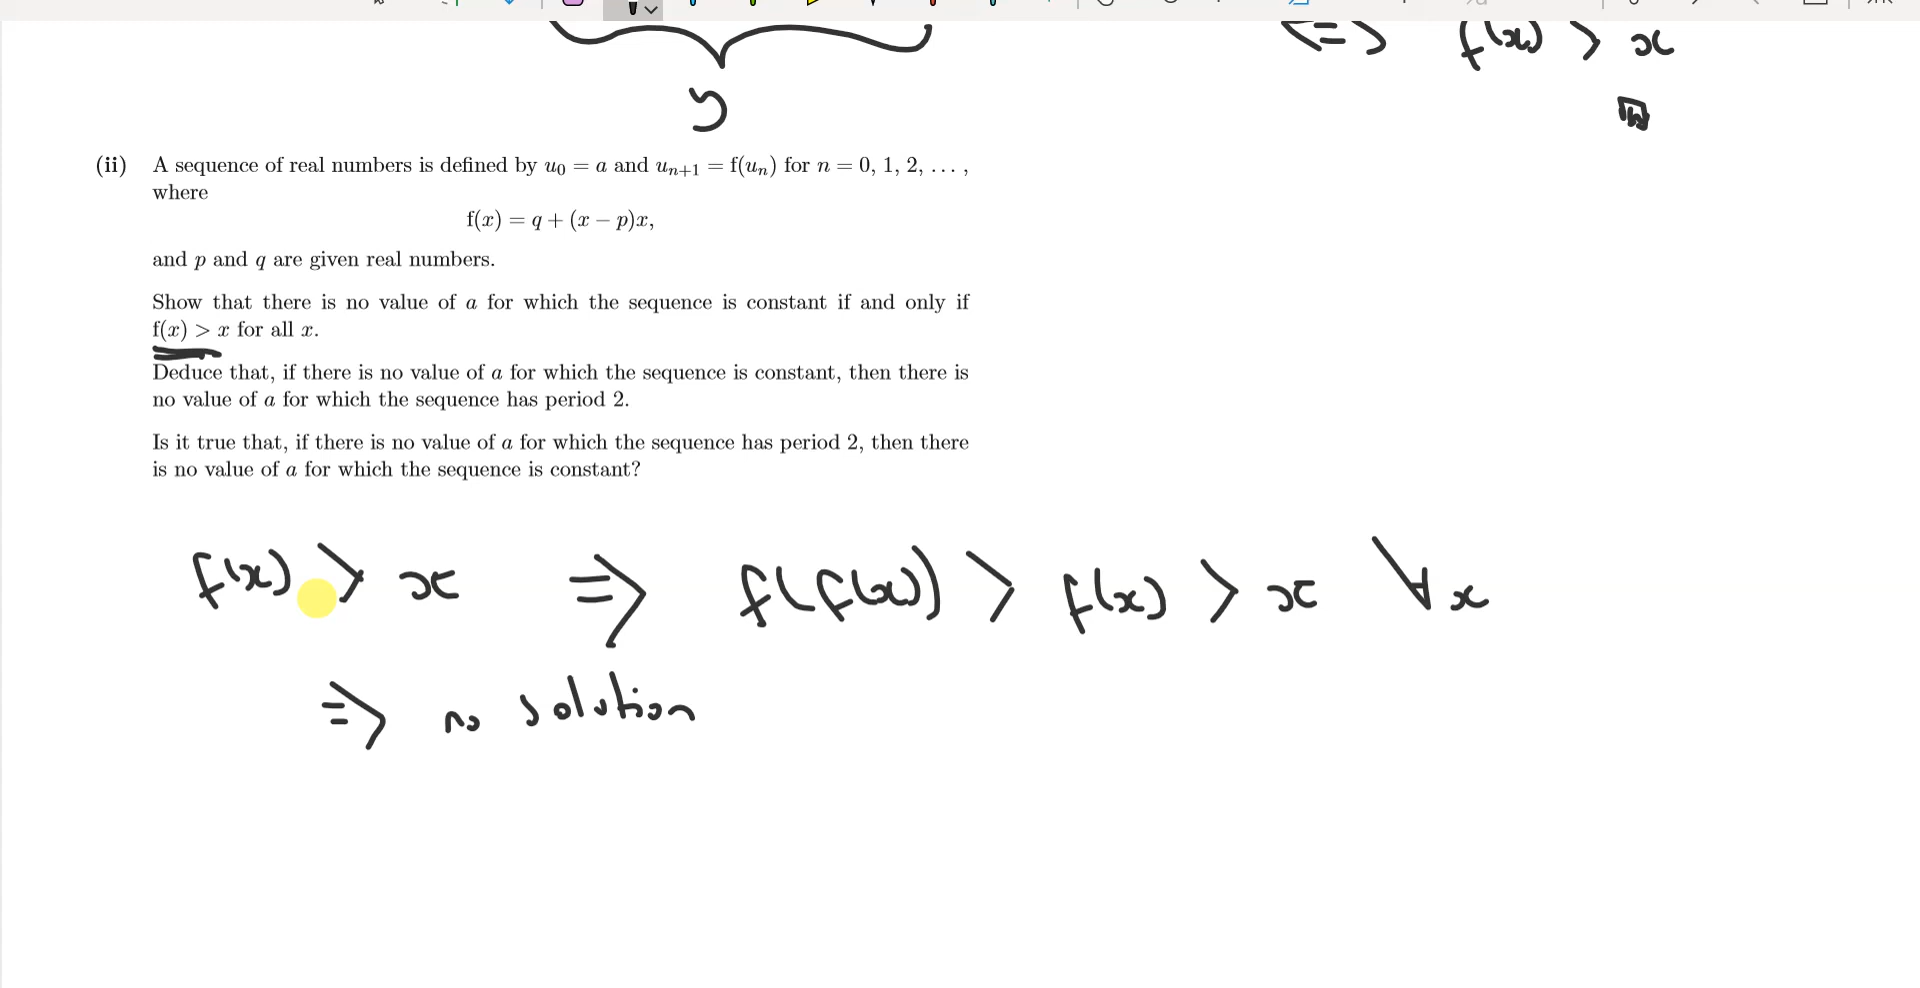 <=> f(x) > x
y
(ii) A sequence of real numbers is defined by u₀ = a and uₙ₊₁ = f(uₙ) for n = 0, 1, 2, ... ,
where
f(x) = q + (x − p)x,
and p and q are given real numbers.
Show that there is no value of a for which the sequence is constant if and only if
f(x) > x for all x.
Deduce that, if there is no value of a for which the sequence is constant, then there is
no value of a for which the sequence has period 2.
Is it true that, if there is no value of a for which the sequence has period 2, then there
is no value of a for which the sequence is constant?
f(x) > x => f(f(x)) > f(x) > x ∀x
=> no solution